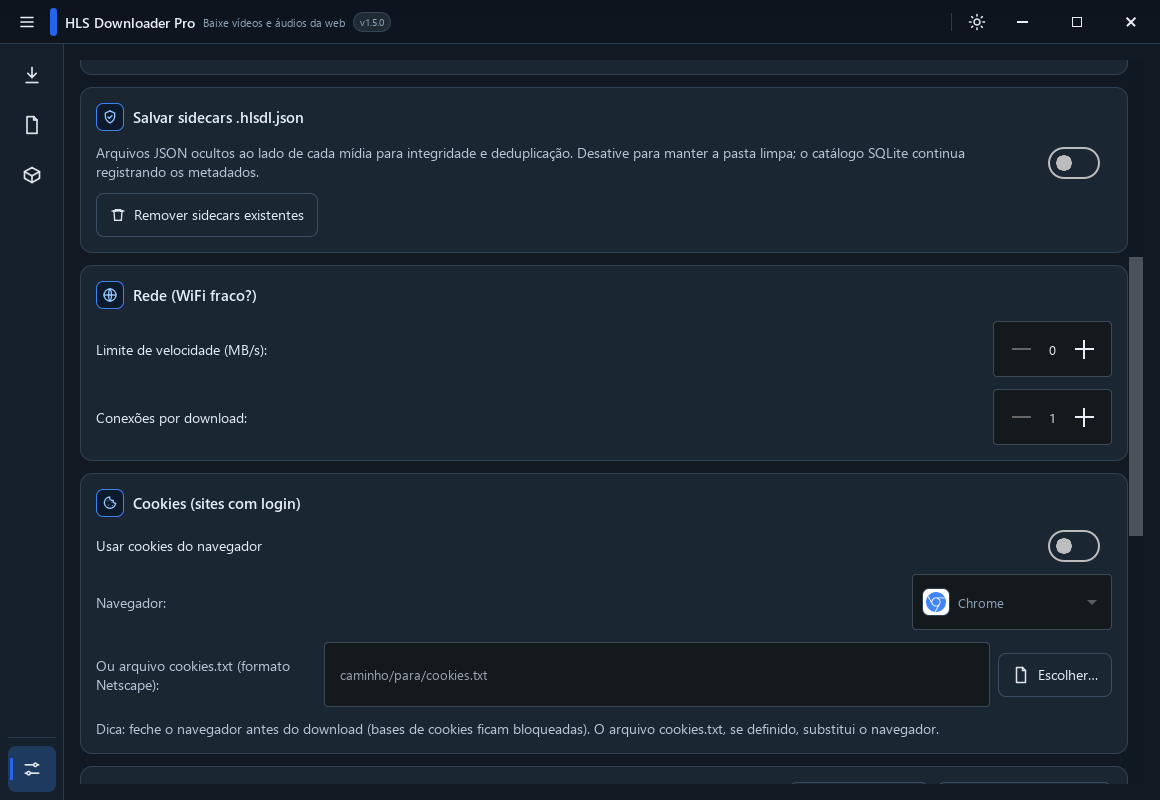 HLS Downloader Pro Baixe vídeos e áudios da web v1.5.0
Salvar sidecars .hlsdl.json
Arquivos JSON ocultos ao lado de cada mídia para integridade e deduplicação. Desative para manter a pasta limpa; o catálogo SQLite continua
registrando os metadados.
Remover sidecars existentes
Rede (WiFi fraco?)
Limite de velocidade (MB/s):
0
Conexões por download:
1
Cookies (sites com login)
Usar cookies do navegador
Navegador:
Chrome
Ou arquivo cookies.txt (formato
Netscape):
caminho/para/cookies.txt
Escolher...
Dica: feche o navegador antes do download (bases de cookies ficam bloqueadas). O arquivo cookies.txt, se definido, substitui o navegador.